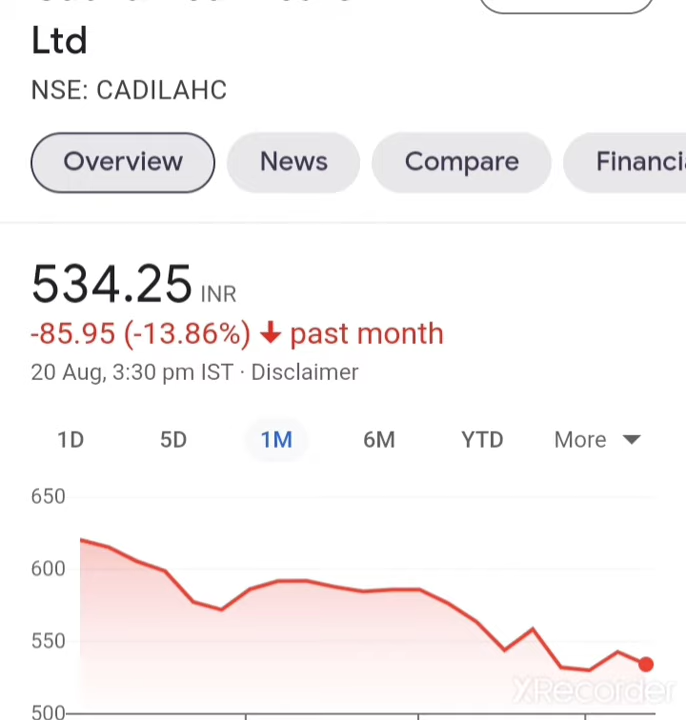 Ltd
NSE: CADILAHC
Overview News Compare
534.25 INR
-85.95 (-13.86%) past month
20 Aug, 3:30 pm IST · Disclaimer
1D 5D 1M 6M YTD More
650
600
550
500
XRecorder